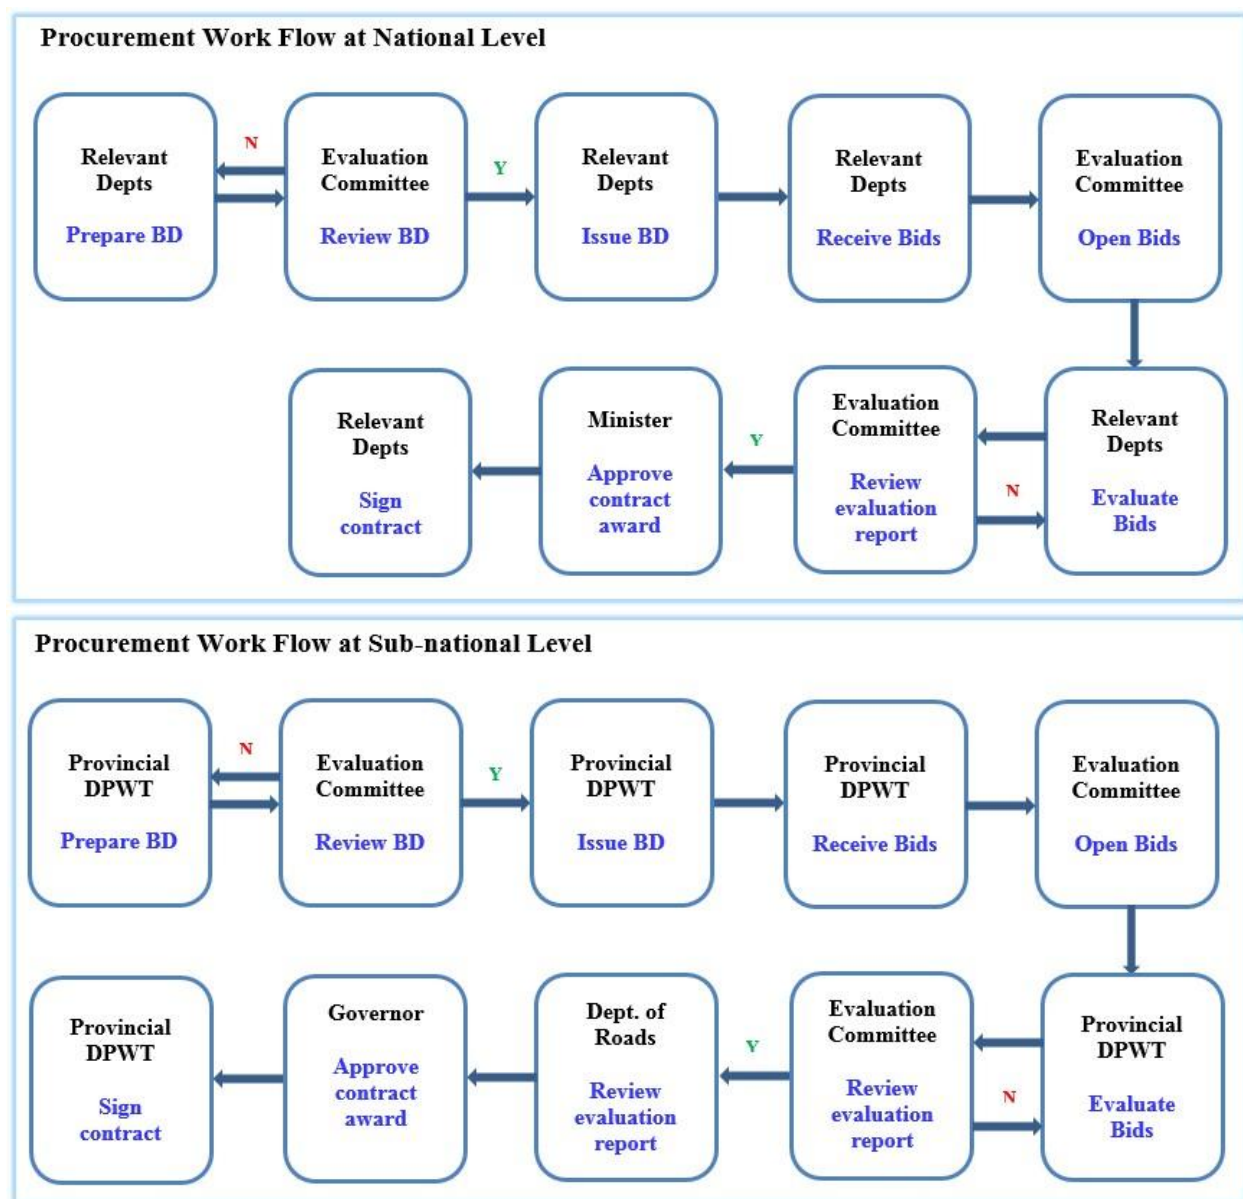 Procurement Work Flow at National Level
Relevant
Depts
Prepare BD
N
Evaluation
Committee
Review BD
Y
Relevant
Depts
Issue BD
Relevant
Depts
Receive Bids
Evaluation
Committee
Open Bids
Relevant
Depts
Sign
contract
Minister
Approve
contract
award
Y
Evaluation
Committee
Review
evaluation
report
N
Relevant
Depts
Evaluate
Bids
Procurement Work Flow at Sub-national Level
Provincial
DPWT
Prepare BD
N
Evaluation
Committee
Review BD
Y
Provincial
DPWT
Issue BD
Provincial
DPWT
Receive Bids
Evaluation
Committee
Open Bids
Provincial
DPWT
Sign
contract
Governor
Approve
contract
award
Dept. of
Roads
Review
evaluation
report
Y
Evaluation
Committee
Review
evaluation
report
N
Provincial
DPWT
Evaluate
Bids